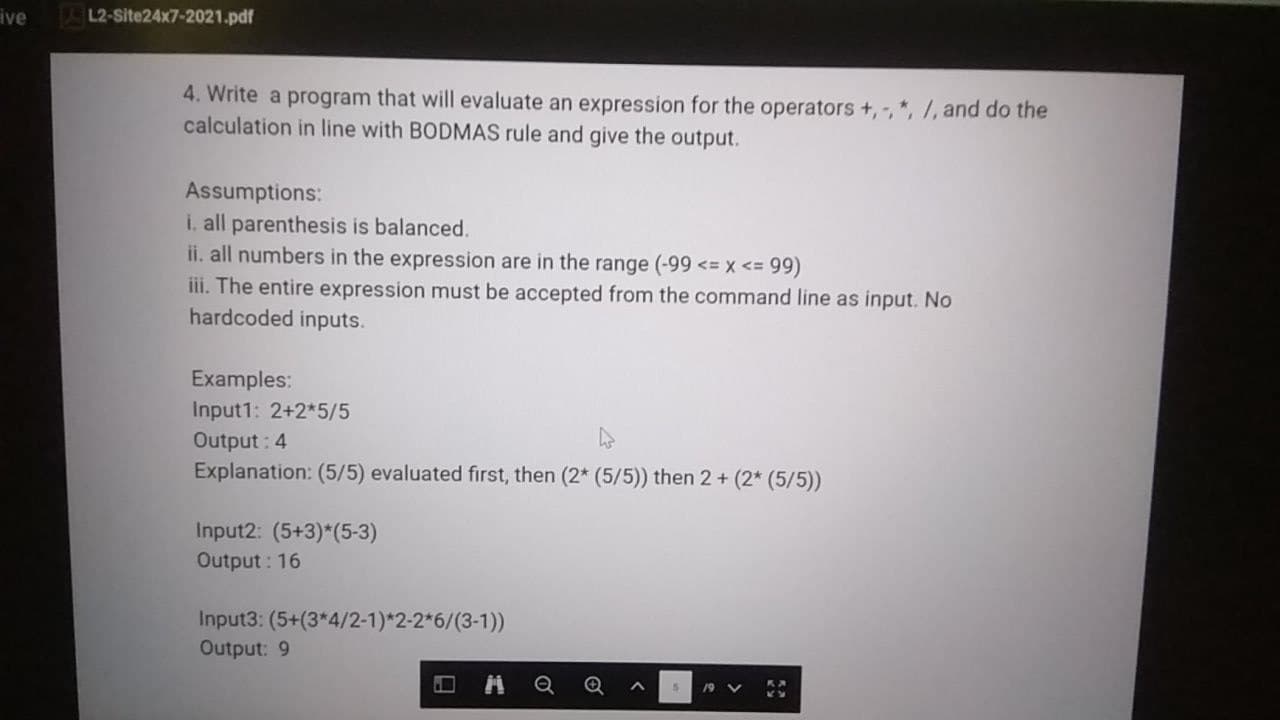 ive L2-Site24x7-2021.pdf
4. Write a program that will evaluate an expression for the operators +, -, *, /, and do the
calculation in line with BODMAS rule and give the output.
Assumptions:
i. all parenthesis is balanced.
ii. all numbers in the expression are in the range (-99 <= x <= 99)
iii. The entire expression must be accepted from the command line as input. No
hardcoded inputs.
Examples:
Input1: 2+2*5/5
Output : 4
Explanation: (5/5) evaluated first, then (2* (5/5)) then 2 + (2* (5/5))
Input2: (5+3)*(5-3)
Output : 16
Input3: (5+(3*4/2-1)*2-2*6/(3-1))
Output: 9
5 /9